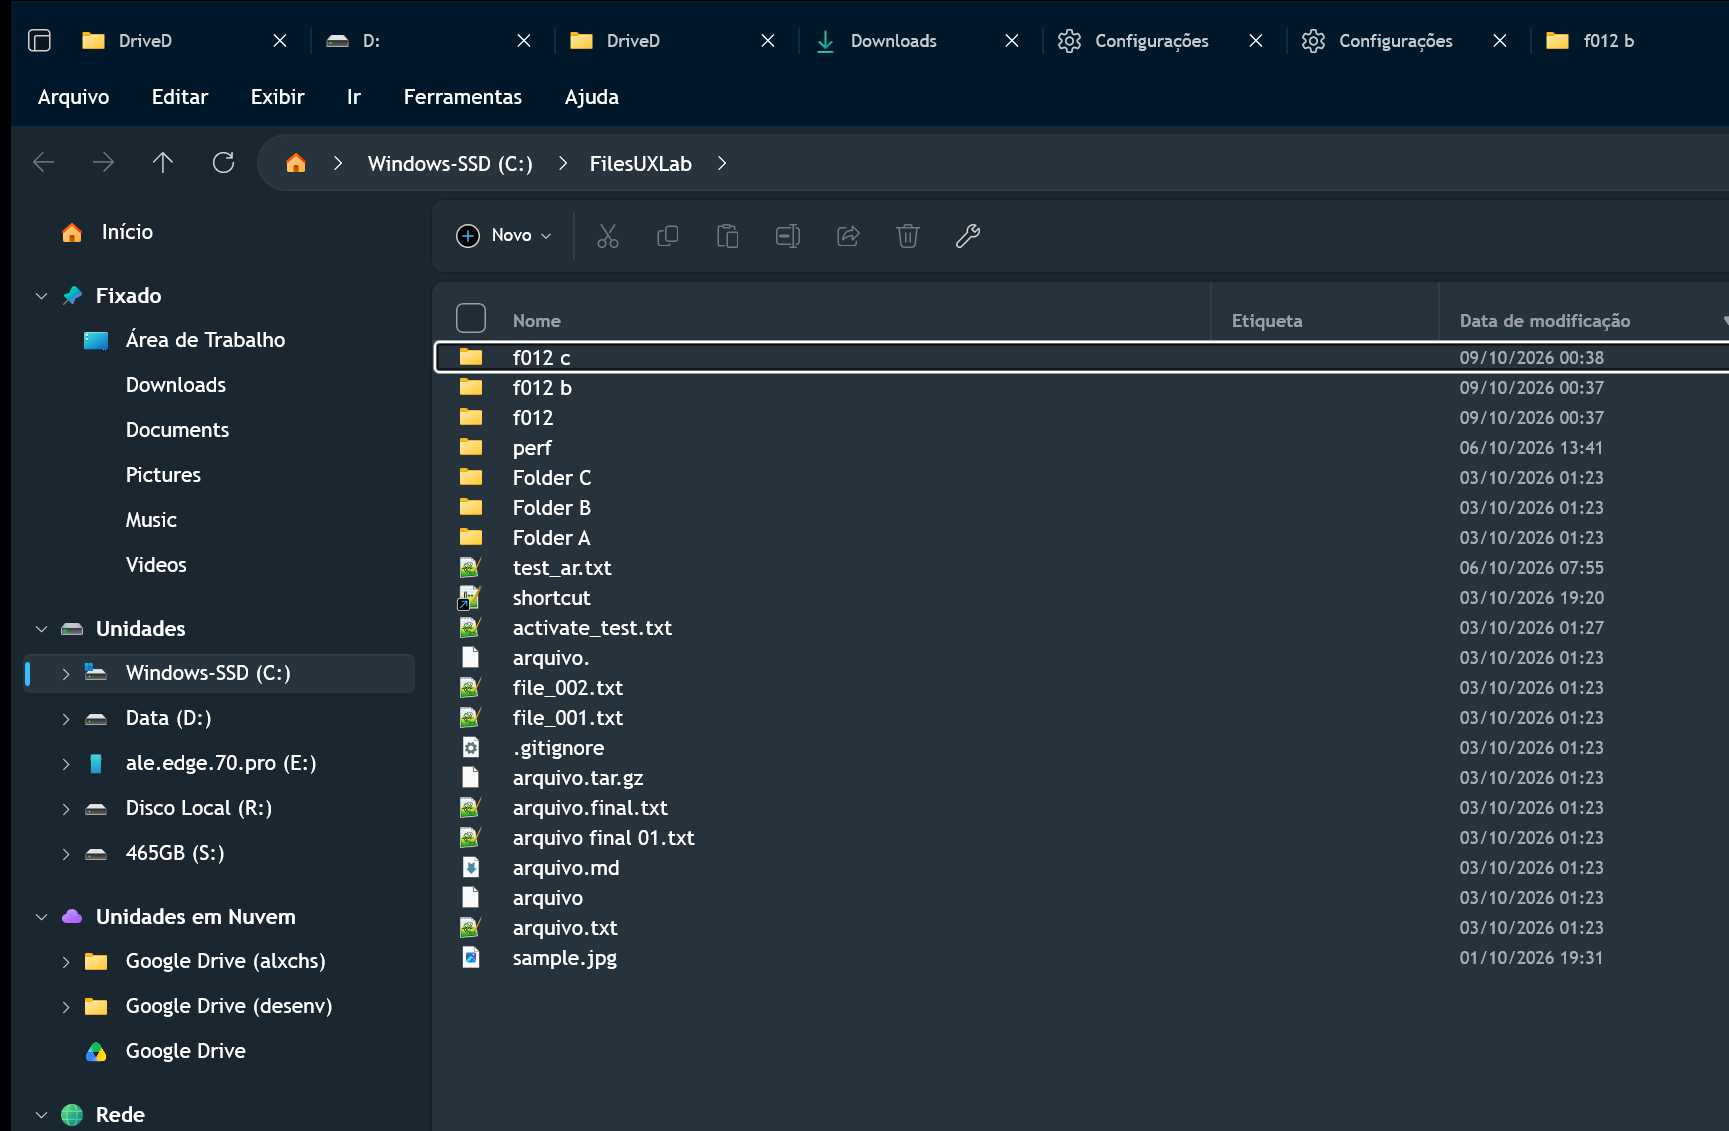 DriveD
D:
DriveD
Downloads
Configurações
Configurações
f012 b
Arquivo Editar Exibir Ir Ferramentas Ajuda
Windows-SSD (C:) FilesUXLab
Início
Fixado
Área de Trabalho
Downloads
Documents
Pictures
Music
Videos
Unidades
Windows-SSD (C:)
Data (D:)
ale.edge.70.pro (E:)
Disco Local (R:)
465GB (S:)
Unidades em Nuvem
Google Drive (alxchs)
Google Drive (desenv)
Google Drive
Rede
Novo
Nome Etiqueta Data de modificação
f012 c 09/10/2026 00:38
f012 b 09/10/2026 00:37
f012 09/10/2026 00:37
perf 06/10/2026 13:41
Folder C 03/10/2026 01:23
Folder B 03/10/2026 01:23
Folder A 03/10/2026 01:23
test_ar.txt 06/10/2026 07:55
shortcut 03/10/2026 19:20
activate_test.txt 03/10/2026 01:27
arquivo. 03/10/2026 01:23
file_002.txt 03/10/2026 01:23
file_001.txt 03/10/2026 01:23
.gitignore 03/10/2026 01:23
arquivo.tar.gz 03/10/2026 01:23
arquivo.final.txt 03/10/2026 01:23
arquivo final 01.txt 03/10/2026 01:23
arquivo.md 03/10/2026 01:23
arquivo 03/10/2026 01:23
arquivo.txt 03/10/2026 01:23
sample.jpg 01/10/2026 19:31